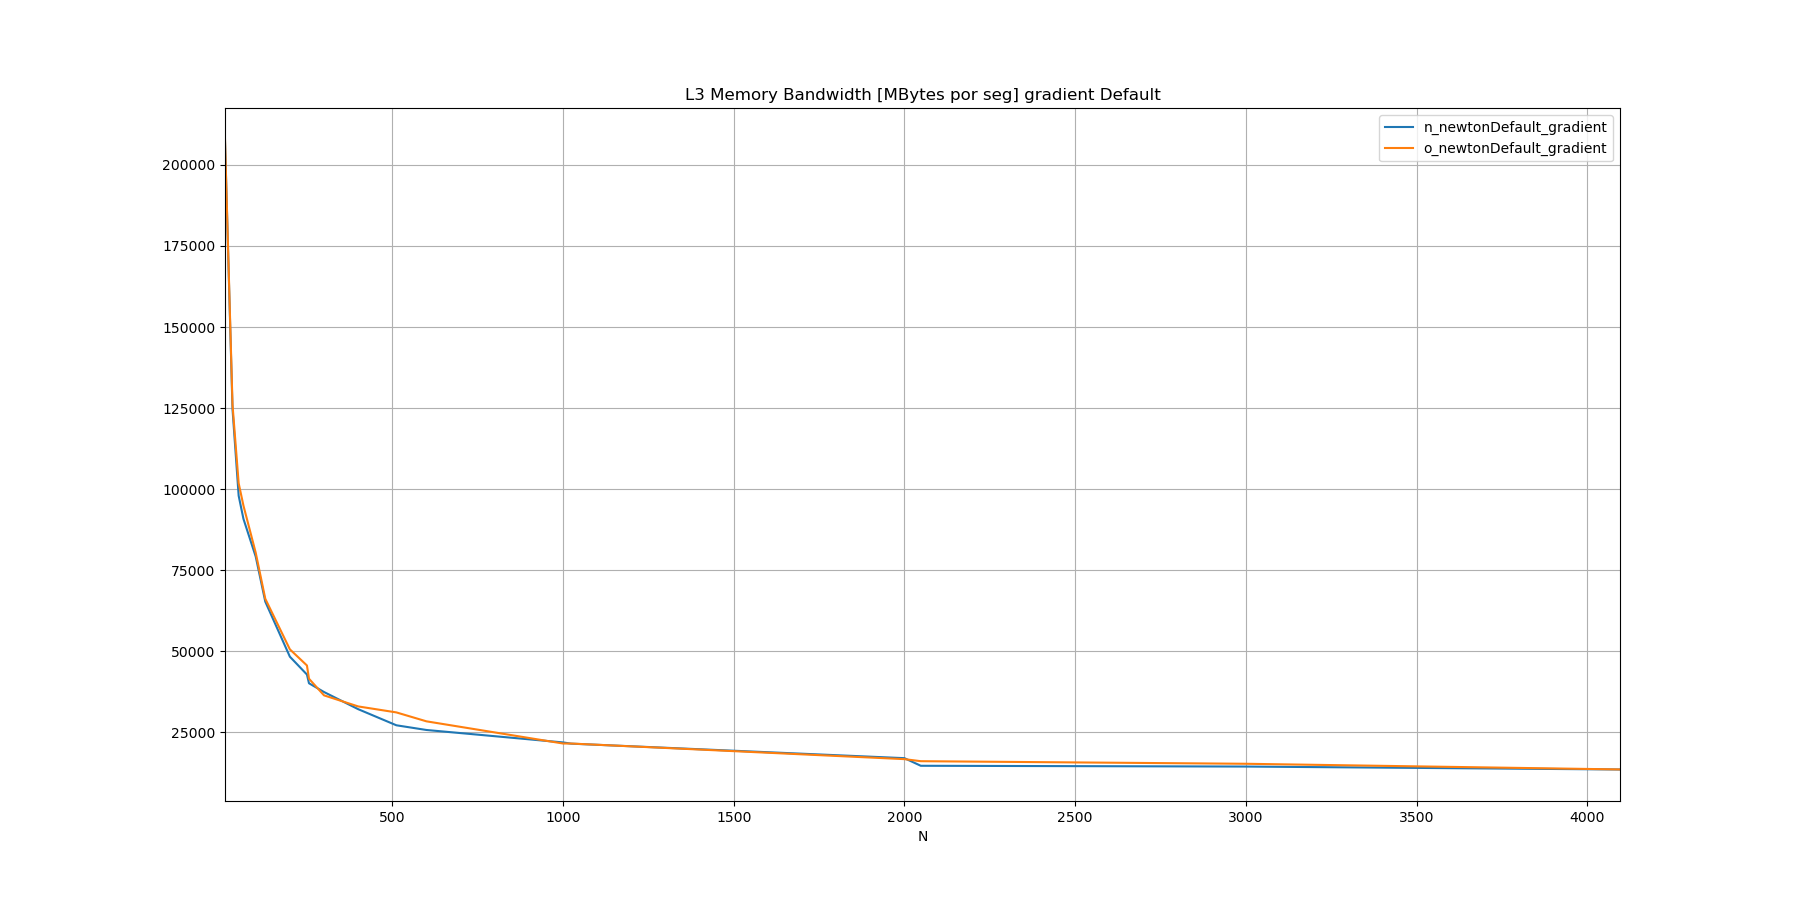 L3 Memory Bandwidth [MBytes por seg] gradient Default
n_newtonDefault_gradient
o_newtonDefault_gradient
200000
175000
150000
125000
100000
75000
50000
25000
500 1000 1500 2000 2500 3000 3500 4000
N